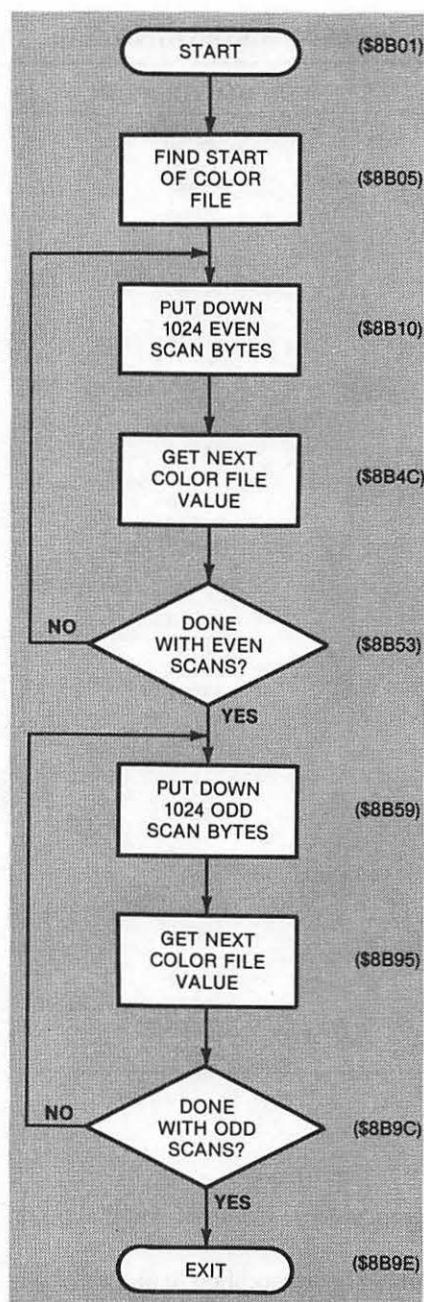 START
($8B01)
FIND START
OF COLOR
FILE
($8B05)
PUT DOWN
1024 EVEN
SCAN BYTES
($8B10)
GET NEXT
COLOR FILE
VALUE
($8B4C)
NO
DONE
WITH EVEN
SCANS?
($8B53)
YES
PUT DOWN
1024 ODD
SCAN BYTES
($8B59)
GET NEXT
COLOR FILE
VALUE
($8B95)
NO
DONE
WITH ODD
SCANS?
($8B9C)
YES
EXIT
($8B9E)